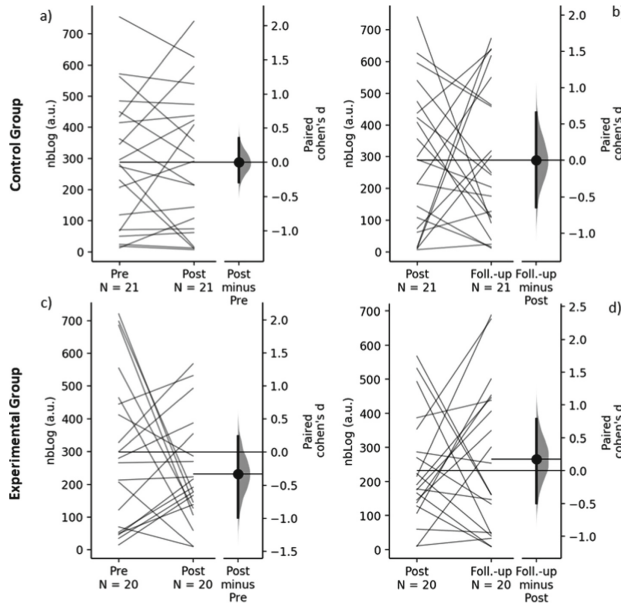 Control Group
a)
nbLog (a.u.)
700
600
500
400
300
200
100
0
Pre
N = 21
Post
N = 21
Post
minus
Pre
2.0
1.5
1.0
0.5
0.0
−0.5
−1.0
Paired
cohen's d
b
nbLog (a.u.)
700
600
500
400
300
200
100
0
Post
N = 21
Foll.-up
N = 21
Foll.-up
minus
Post
2.0
1.5
1.0
0.5
0.0
−0.5
−1.0
Paired
cohen's d
Experimental Group
c)
nbLog (a.u.)
700
600
500
400
300
200
100
0
Pre
N = 20
Post
N = 20
Post
minus
Pre
2.0
1.5
1.0
0.5
0.0
−0.5
−1.0
−1.5
Paired
cohen's d
d)
nbLog (a.u.)
700
600
500
400
300
200
100
0
Post
N = 20
Foll.-up
N = 20
Foll.-up
minus
Post
2.5
2.0
1.5
1.0
0.5
0.0
−0.5
−1.0
Paired
cohen's d